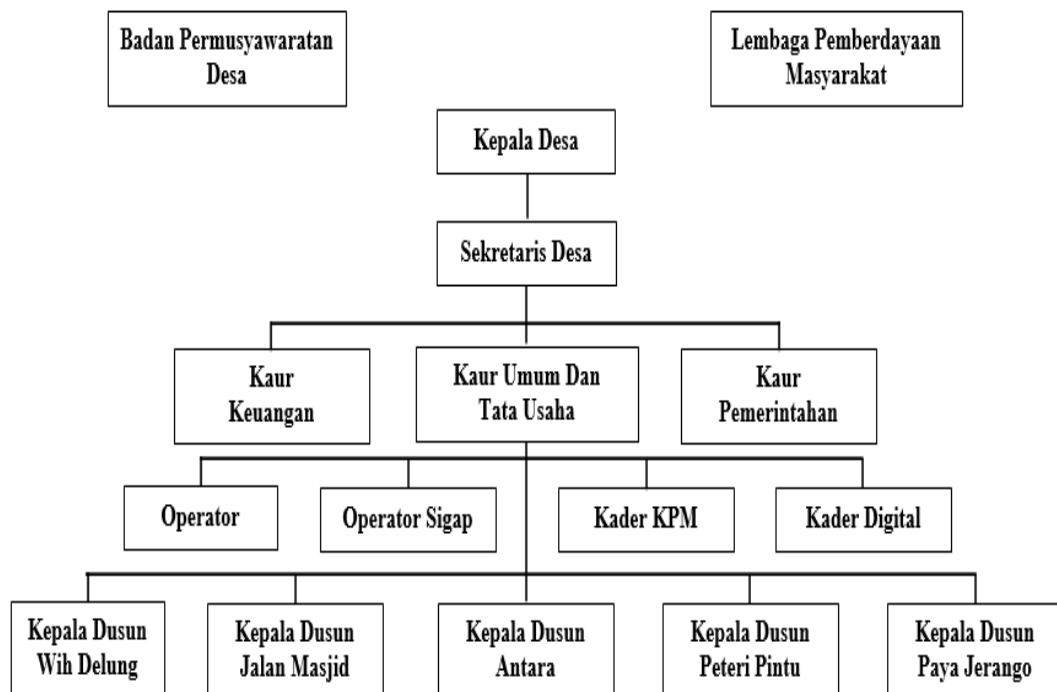 Badan Permusyawaratan
Desa
Lembaga Pemberdayaan
Masyarakat
Kepala Desa
Sekretaris Desa
Kaur
Keuangan
Kaur Umum Dan
Tata Usaha
Kaur
Pemerintahan
Operator
Operator Sigap
Kader KPM
Kader Digital
Kepala Dusun
Wih Delung
Kepala Dusun
Jalan Masjid
Kepala Dusun
Antara
Kepala Dusun
Peteri Pintu
Kepala Dusun
Paya Jerango